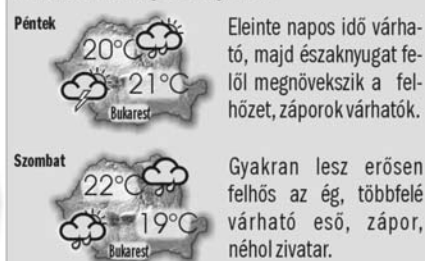 Péntek
20°C
21°C
Bukarest
Eleinte napos idő várha-
tó, majd északnyugat fe-
lől megnövekszik a fel-
hőzet, záporok várhatók.
Szombat
22°C
19°C
Bukarest
Gyakran lesz erősen
felhős az ég, többfelé
várható eső, zápor,
néhol zivatar.